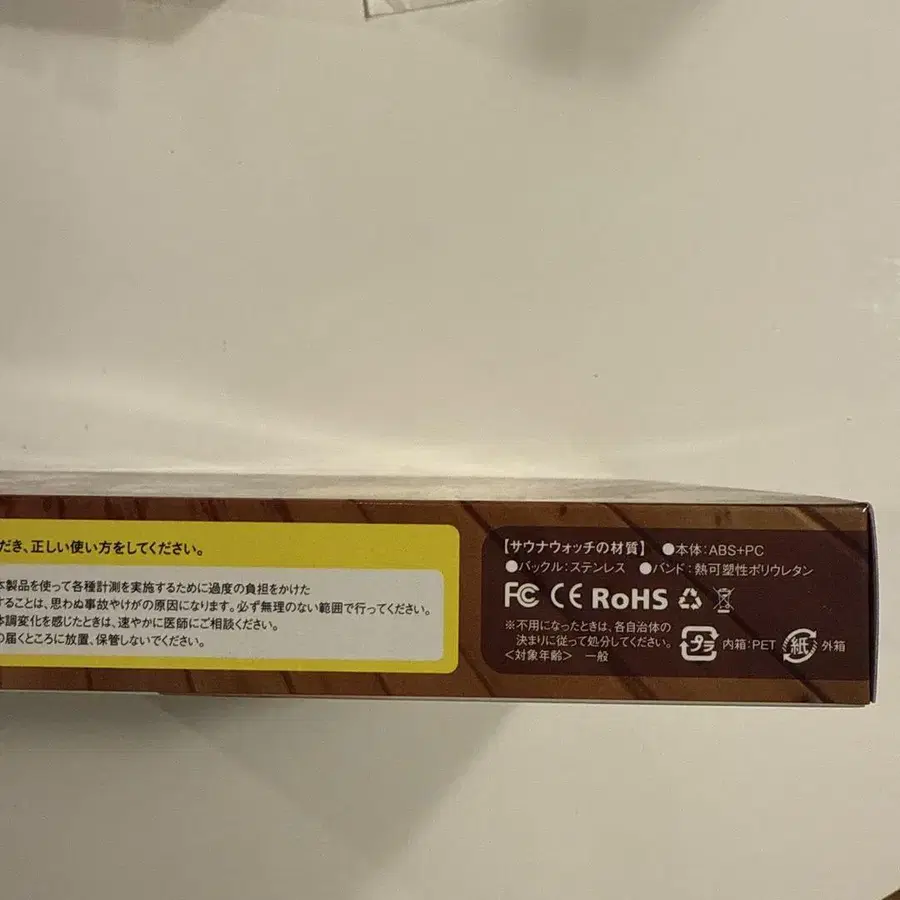 だき、正しい使い方をしてください。
本製品を使って各種計測を実施するために過度の負担をかけた
することは、思わぬ事故やけがの原因になります。必ず無理のない範囲で行ってください。
体調変化を感じたときは、速やかに医師にご相談ください。
の届くところに放置、保管しないでください。
【サウナウォッチの材質】 ●本体:ABS+PC
●バックル:ステンレス ●バンド:熱可塑性ポリウレタン
FC CE RoHS
※不用になったときは、各自治体の
決まりに従って処分してください。
<対象年齢> 一般
プラ 内箱:PET 紙 外箱